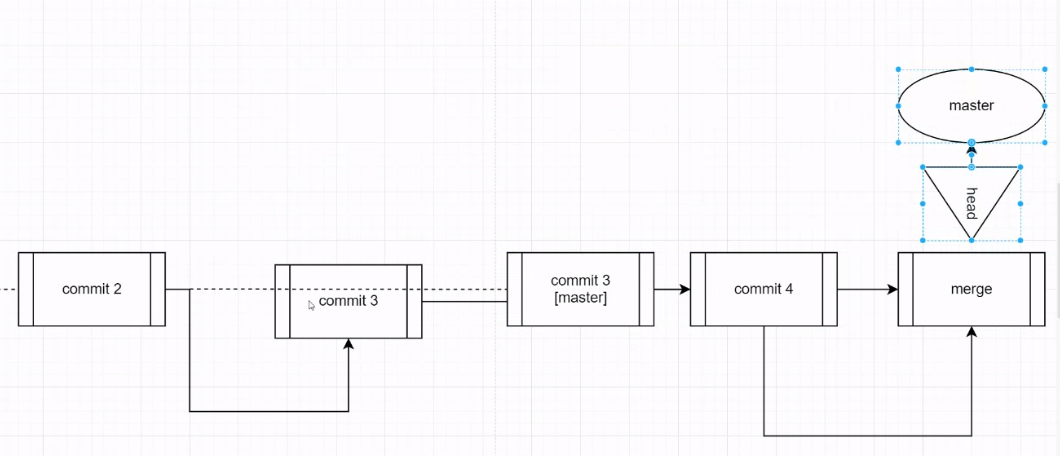 master
head
commit 2
commit 3
commit 3
[master]
commit 4
merge